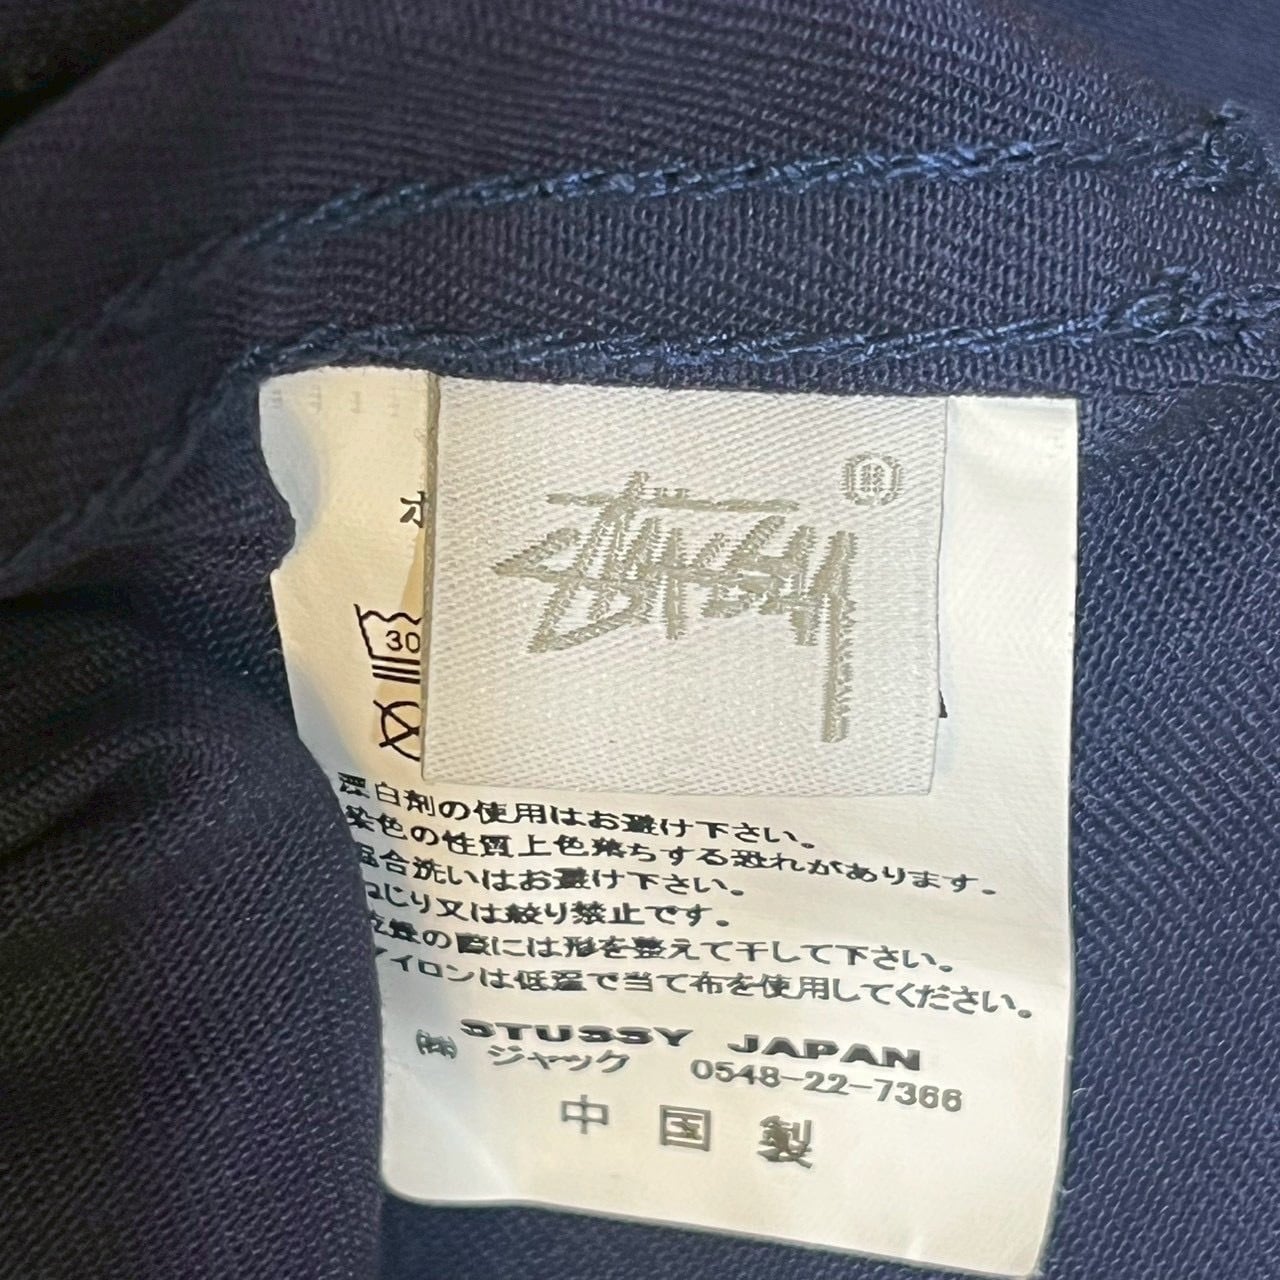 STÜSSY
®
ポ
30
漂白剤の使用はお避け下さい。
染色の性質上色落ちする恐れがあります。
混合洗いはお避け下さい。
ねじり又は絞り禁止です。
乾燥の際には形を整えて干して下さい。
アイロンは低温で当て布を使用してください。
STUSSY JAPAN
(株) ジャック 0548-22-7366
中国製